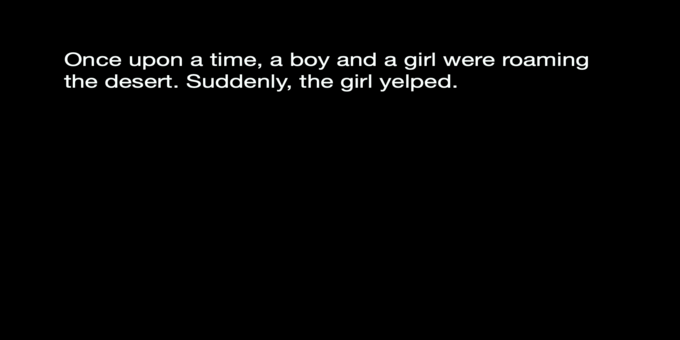 Once upon a time, a boy and a girl were roaming
the desert. Suddenly, the girl yelped.